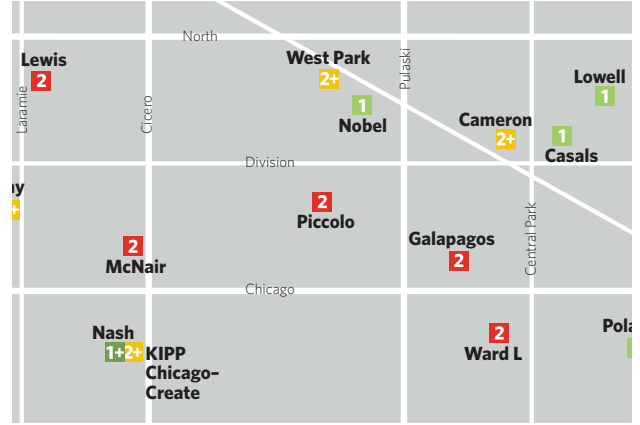 North
Lewis
2
West Park
2+
Pulaski
Lowell
1
Laramie
Cicero
1
Nobel
Cameron
2+
1
Casals
Division
2
Piccolo
Central Park
Galapagos
2
2
McNair
Chicago
Nash
1+ 2+ KIPP
Chicago–
Create
2
Ward L